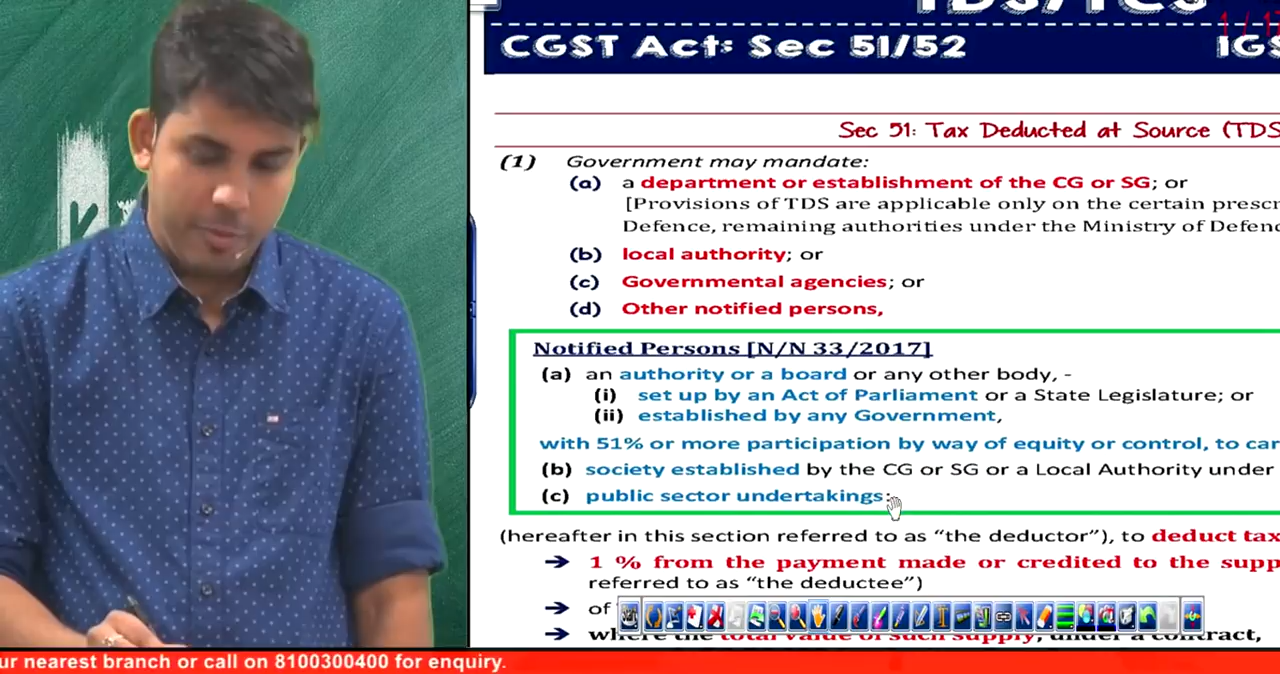 TDS/TCS
CGST Act: Sec 51/52
IGS
Sec 51: Tax Deducted at Source (TDS
(1) Government may mandate:
(a) a department or establishment of the CG or SG; or
[Provisions of TDS are applicable only on the certain prescr
Defence, remaining authorities under the Ministry of Defenc
(b) local authority; or
(c) Governmental agencies; or
(d) Other notified persons,
Notified Persons [N/N 33/2017]
(a) an authority or a board or any other body, -
(i) set up by an Act of Parliament or a State Legislature; or
(ii) established by any Government,
with 51% or more participation by way of equity or control, to car
(b) society established by the CG or SG or a Local Authority under
(c) public sector undertakings:
(hereafter in this section referred to as “the deductor”), to deduct tax
➔ 1 % from the payment made or credited to the supp
referred to as “the deductee”)
➔ of
➔ where the total value of such supply, under a contract,
ur nearest branch or call on 8100300400 for enquiry.